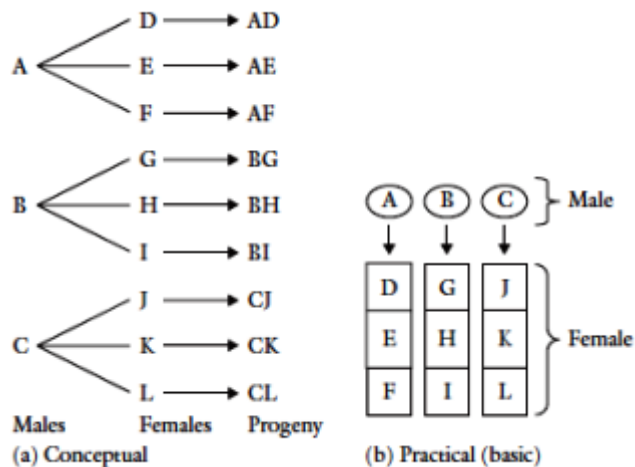 D AD
A E AE
F AF
G BG
B H BH
I BI
J CJ
C K CK
L CL
Males Females Progeny
(a) Conceptual
A B C Male
D G J
E H K Female
F I L
(b) Practical (basic)